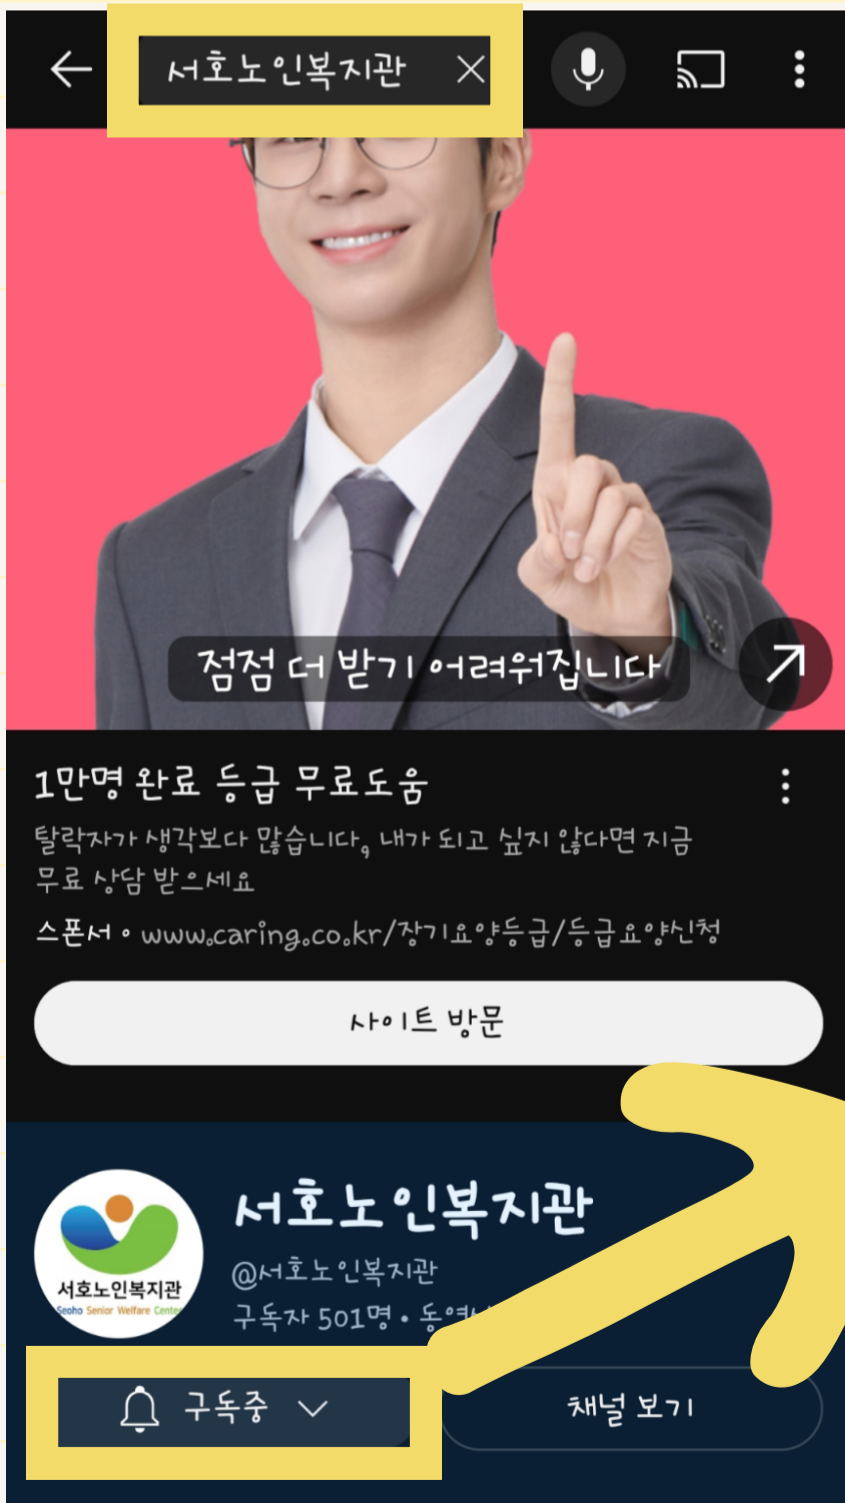 서호노인복지관
점점 더 받기 어려워집니다
1만명 완료 등급 무료도움
탈락자가 생각보다 많습니다, 내가 되고 싶지 않다면 지금
무료 상담 받으세요
스폰서 • www.caring.co.kr/장기요양등급/등급요양신청
사이트 방문
서호노인복지관
서호노인복지관
Seoho Senior Welfare Center
@서호노인복지관
구독자 501명 •
구독중
채널 보기